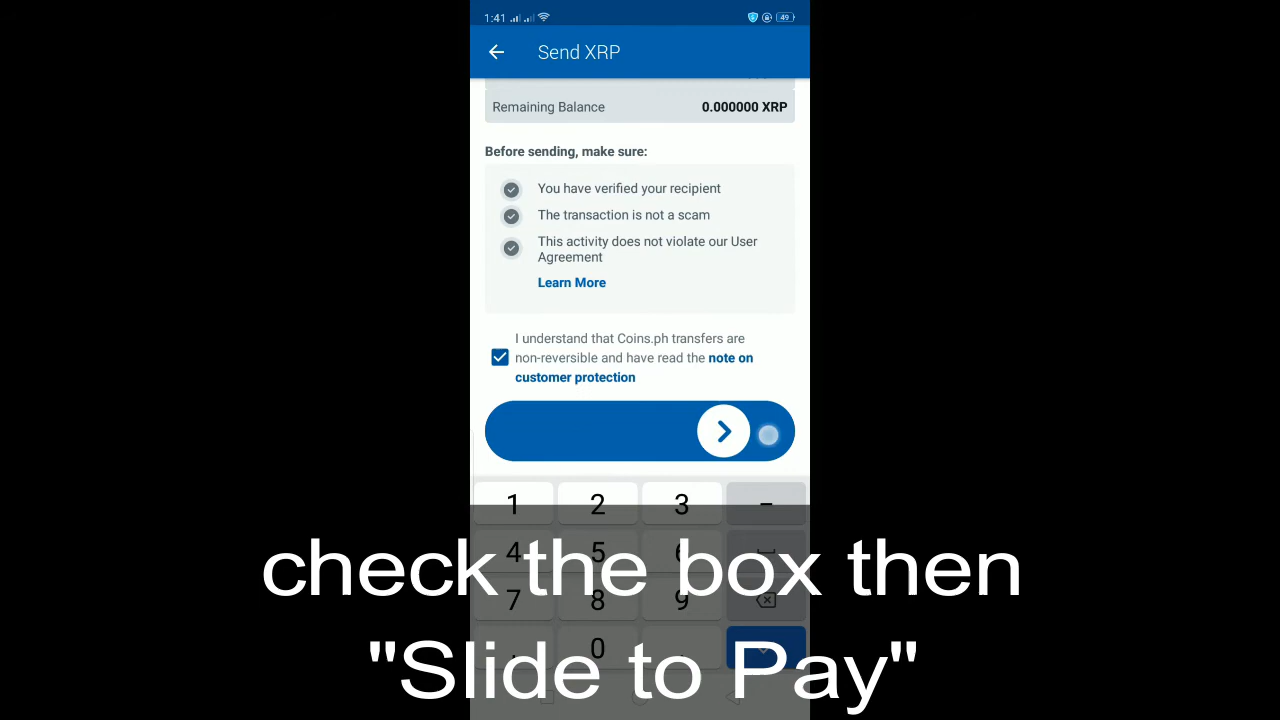 1:41
49
Send XRP
Remaining Balance 0.000000 XRP
Before sending, make sure:
You have verified your recipient
The transaction is not a scam
This activity does not violate our User
Agreement
Learn More
I understand that Coins.ph transfers are
non-reversible and have read the note on
customer protection
1 2 3 -
4 5 6
7 8 9
. 0 .
check the box then
"Slide to Pay"